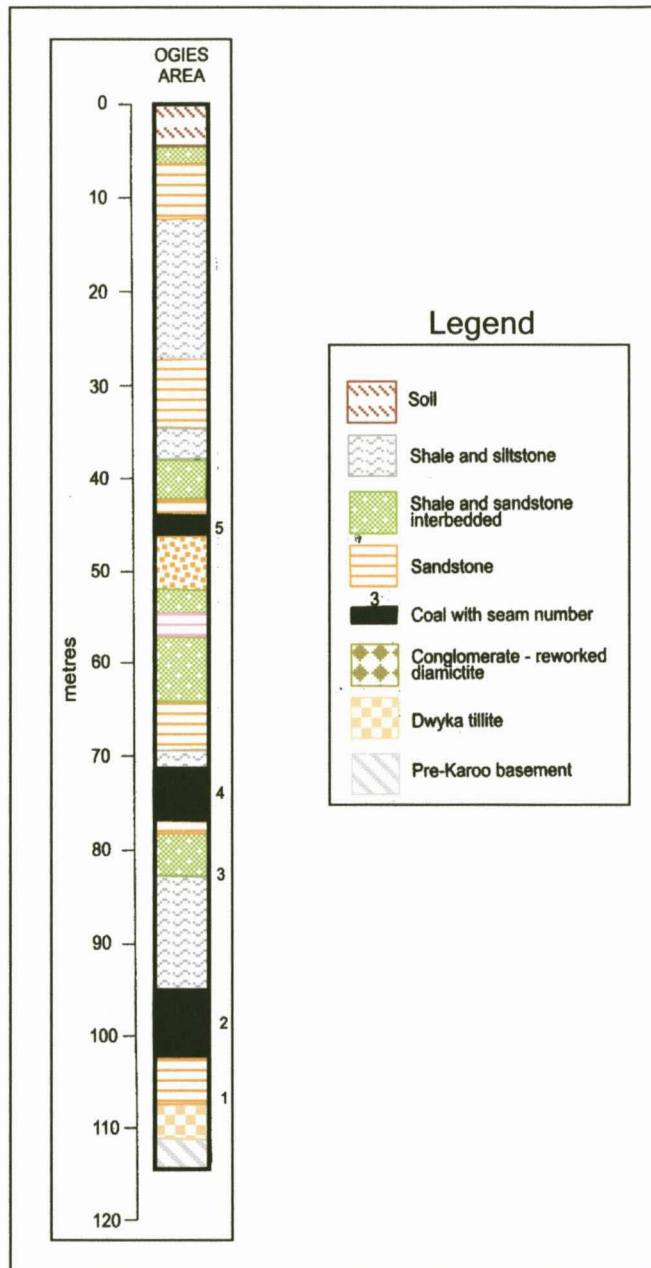 OGIES
AREA
0
10
20
30
40
50
60
70
80
90
100
110
120
metres
5
4
3
2
1
Legend
Soil
Shale and siltstone
Shale and sandstone
interbedded
Sandstone
3
Coal with seam number
Conglomerate - reworked
diamictite
Dwyka tillite
Pre-Karoo basement